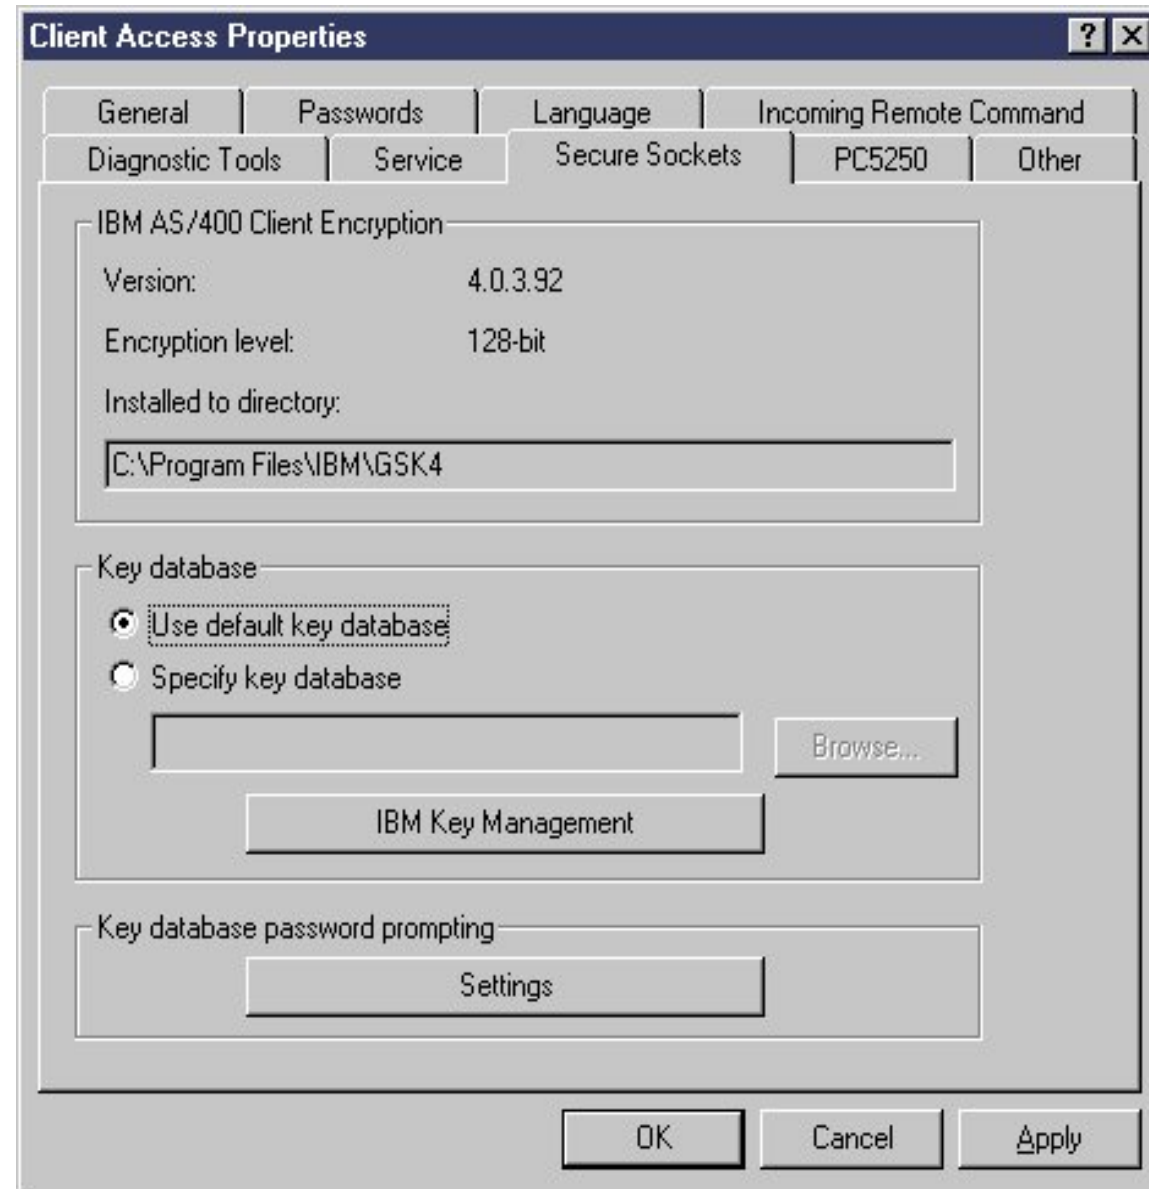 Client Access Properties
General Passwords Language Incoming Remote Command
Diagnostic Tools Service Secure Sockets PC5250 Other
IBM AS/400 Client Encryption
Version: 4.0.3.92
Encryption level: 128-bit
Installed to directory:
C:\Program Files\IBM\GSK4
Key database
Use default key database
Specify key database
Browse...
IBM Key Management
Key database password prompting
Settings
OK Cancel Apply